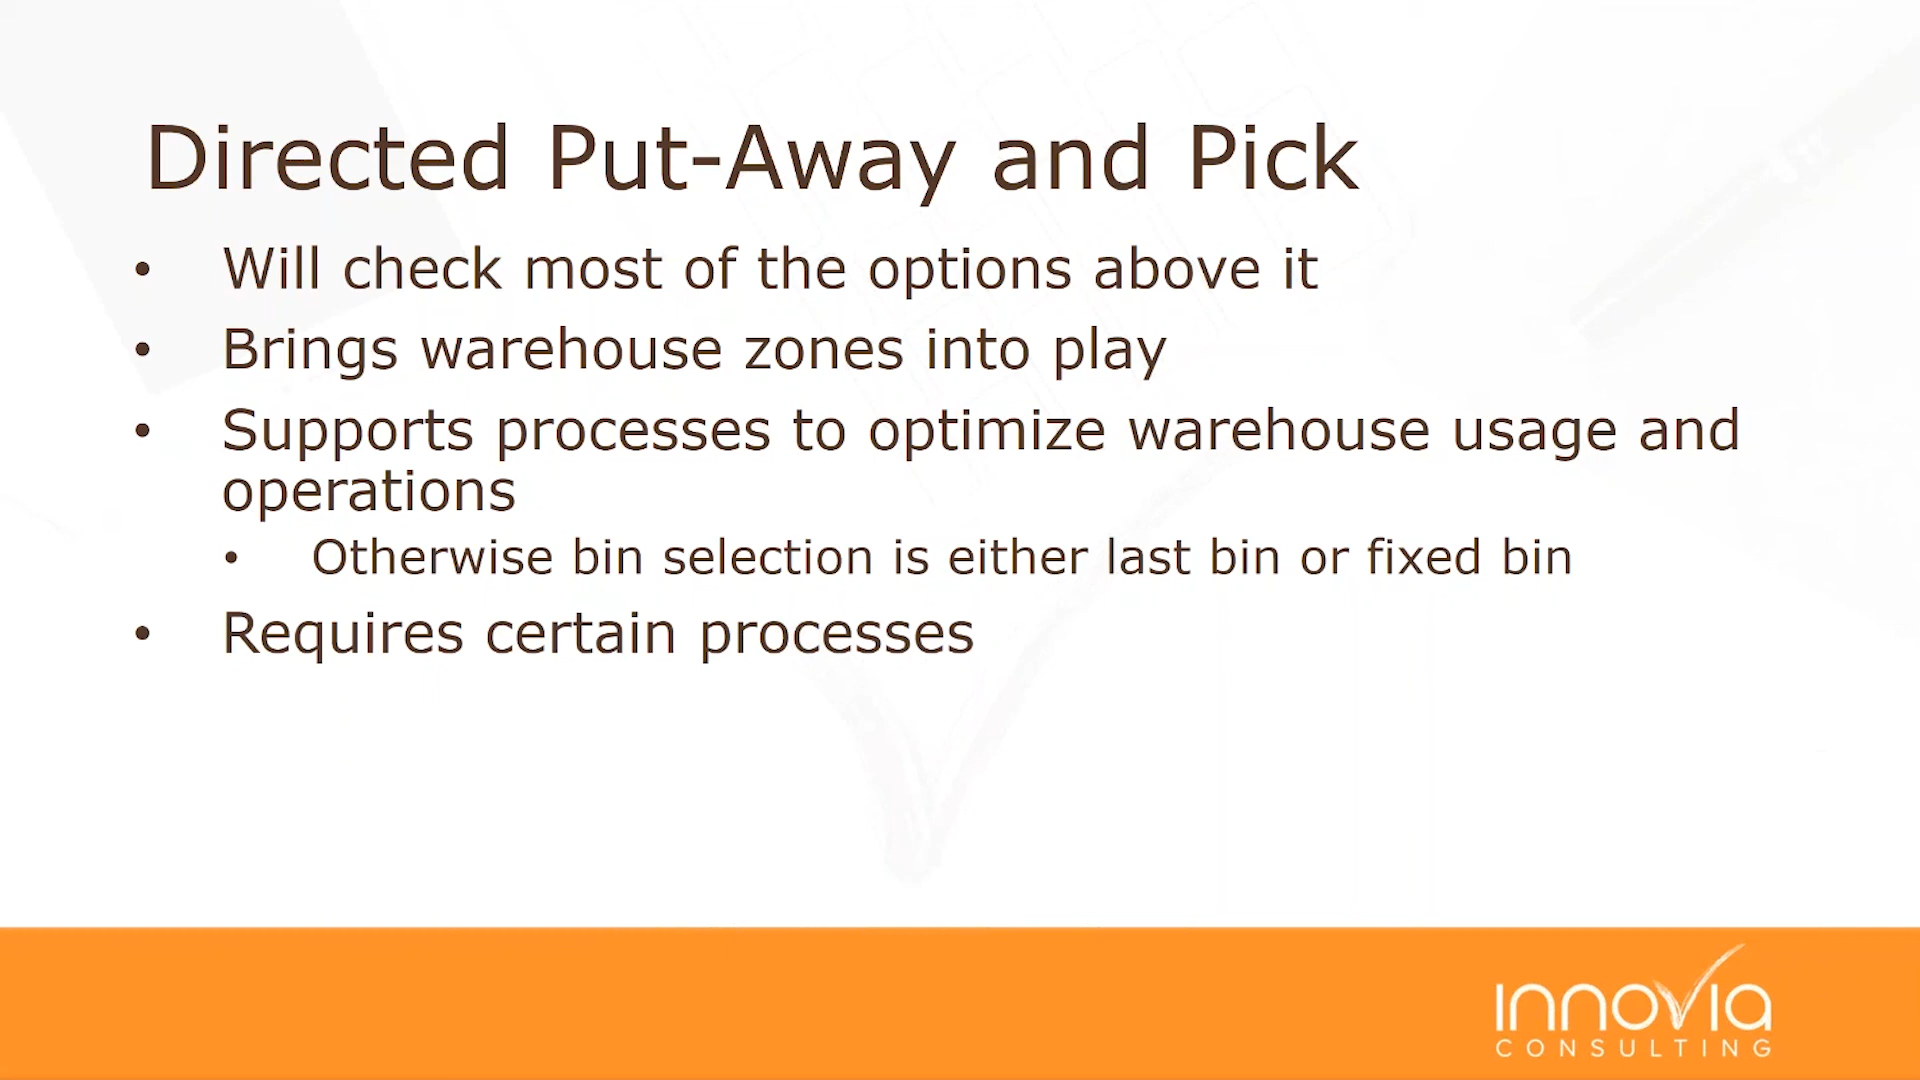 Directed Put-Away and Pick
• Will check most of the options above it
• Brings warehouse zones into play
• Supports processes to optimize warehouse usage and
operations
• Otherwise bin selection is either last bin or fixed bin
• Requires certain processes
innovia
CONSULTING